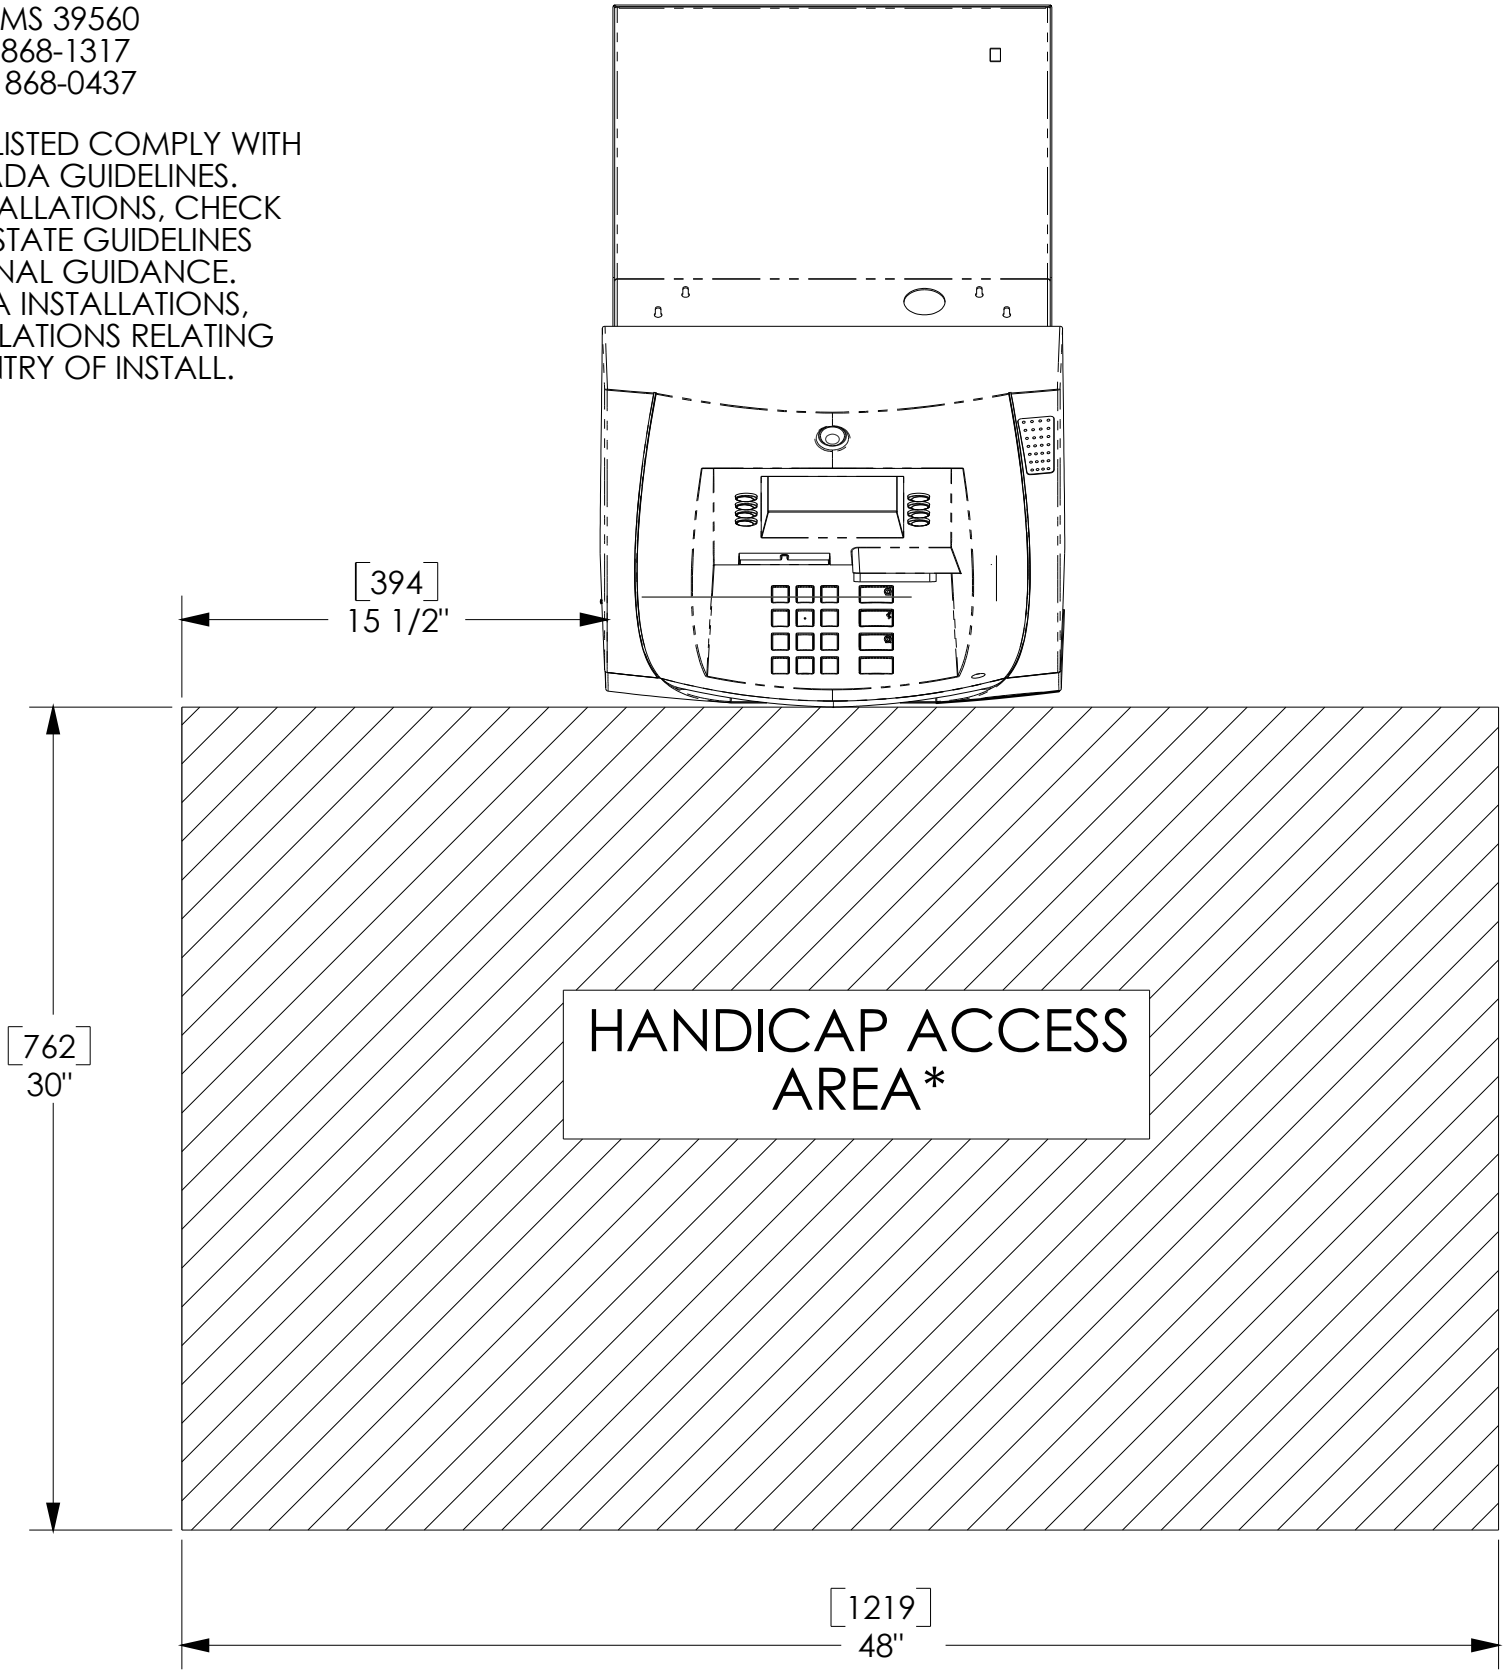 MS 39560
868-1317
868-0437
LISTED COMPLY WITH
ADA GUIDELINES.
ALLATIONS, CHECK
STATE GUIDELINES
NAL GUIDANCE.
A INSTALLATIONS,
LATIONS RELATING
NTRY OF INSTALL.
[394]
15 1/2"
HANDICAP ACCESS
AREA*
[762]
30"
[1219]
48"